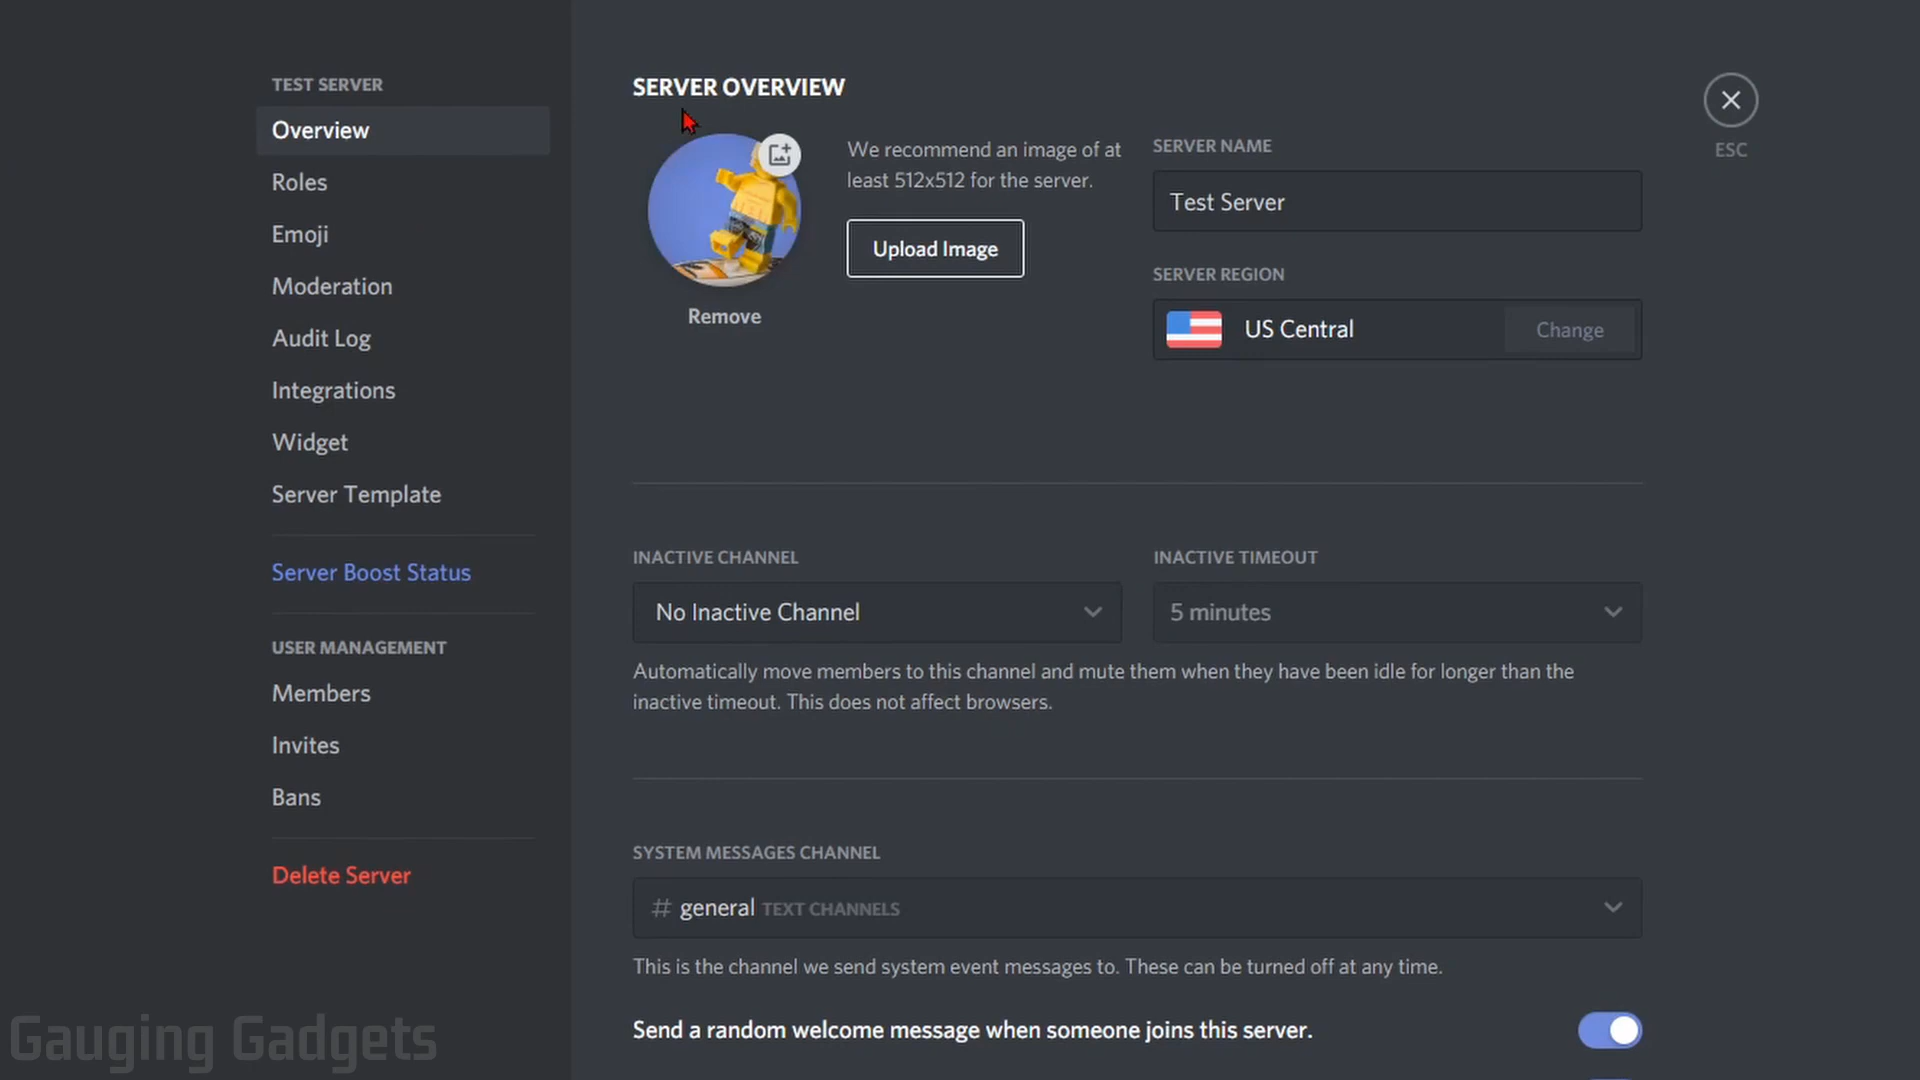 TEST SERVER
Overview
Roles
Emoji
Moderation
Audit Log
Integrations
Widget
Server Template
Server Boost Status
USER MANAGEMENT
Members
Invites
Bans
Delete Server
SERVER OVERVIEW
We recommend an image of at
least 512x512 for the server.
Upload Image
Remove
SERVER NAME
Test Server
SERVER REGION
US Central
Change
ESC
INACTIVE CHANNEL
No Inactive Channel
INACTIVE TIMEOUT
5 minutes
Automatically move members to this channel and mute them when they have been idle for longer than the
inactive timeout. This does not affect browsers.
SYSTEM MESSAGES CHANNEL
# general TEXT CHANNELS
This is the channel we send system event messages to. These can be turned off at any time.
Send a random welcome message when someone joins this server.
Gauging Gadgets